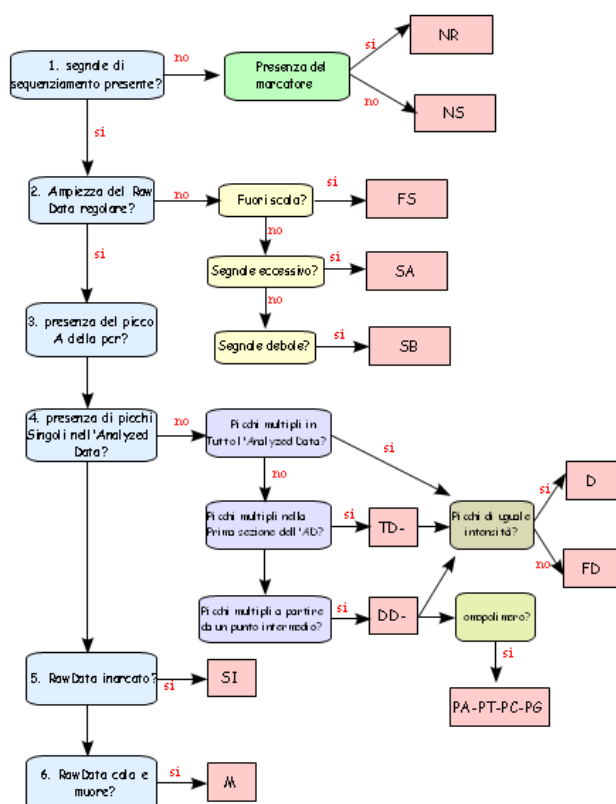 1. segnale di
sequenziamento presente?
no
Presenza del
marcatore
si
NR
no
NS
si
2. Ampiezza del Raw
Data regolare?
no
Fuori scala?
si
FS
no
si
Segnale eccessivo?
si
SA
no
3. presenza del picco
A della pcr?
Segnale debole?
si
SB
4. presenza di picchi
Singoli nell'Analyzed
Data?
no
Picchi multipli in
Tutto l'Analyzed Data?
si
no
Picchi multipli nella
Prima sezione dell'AD?
si
TD-
Picchi di uguale
intensità?
si
D
no
FD
Picchi multipli a partire
da un punto intermedio?
si
DD-
omopolimero?
si
PA-PT-PC-PG
5. RawData inarcato?
si
SI
6. RawData cala e
muore?
si
M